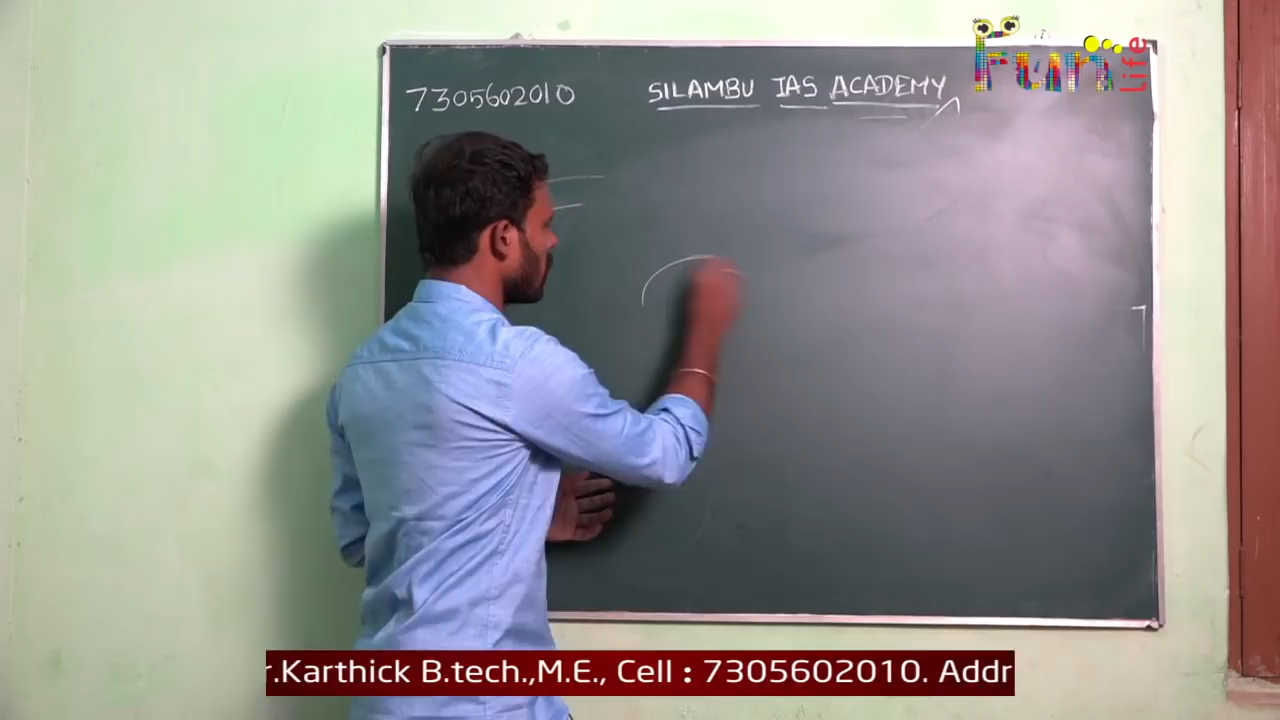 7305602010 SILAMBU IAS ACADEMY
Fun life
r.Karthick B.tech.,M.E., Cell : 7305602010. Addr